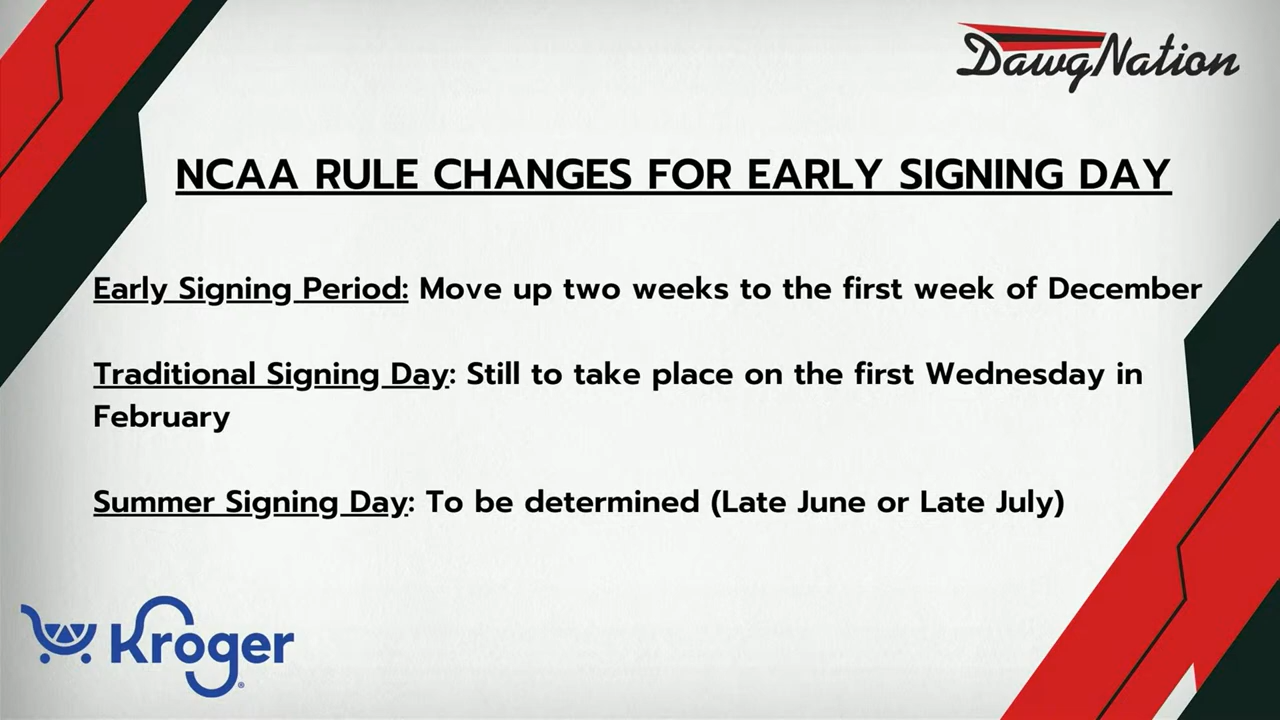 DawgNation
NCAA RULE CHANGES FOR EARLY SIGNING DAY
Early Signing Period: Move up two weeks to the first week of December
Traditional Signing Day: Still to take place on the first Wednesday in
February
Summer Signing Day: To be determined (Late June or Late July)
Kroger®